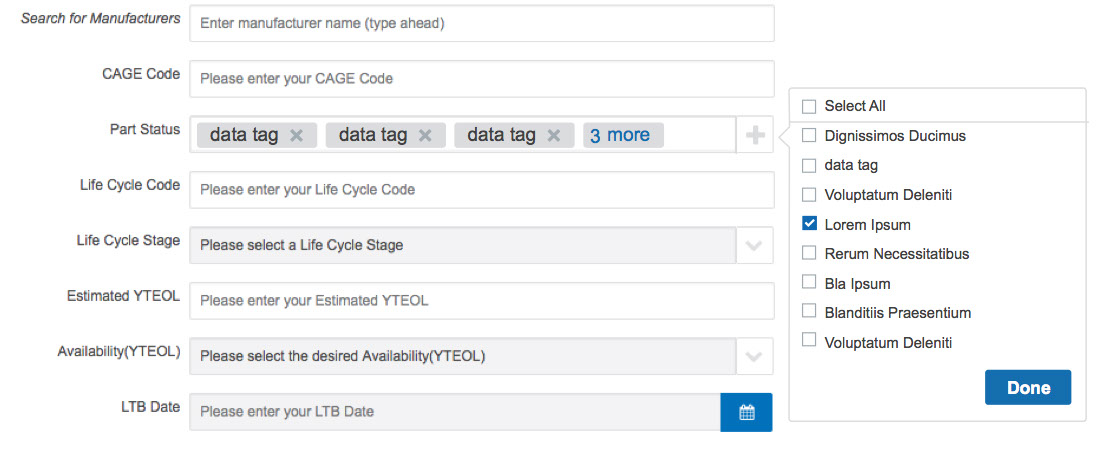 Search for Manufacturers Enter manufacturer name (type ahead)
CAGE Code Please enter your CAGE Code
Part Status data tag data tag data tag 3 more
Life Cycle Code Please enter your Life Cycle Code
Life Cycle Stage Please select a Life Cycle Stage
Estimated YTEOL Please enter your Estimated YTEOL
Availability(YTEOL) Please select the desired Availability(YTEOL)
LTB Date Please enter your LTB Date
Select All
Dignissimos Ducimus
data tag
Voluptatum Deleniti
Lorem Ipsum
Rerum Necessitatibus
Bla Ipsum
Blanditiis Praesentium
Voluptatum Deleniti
Done